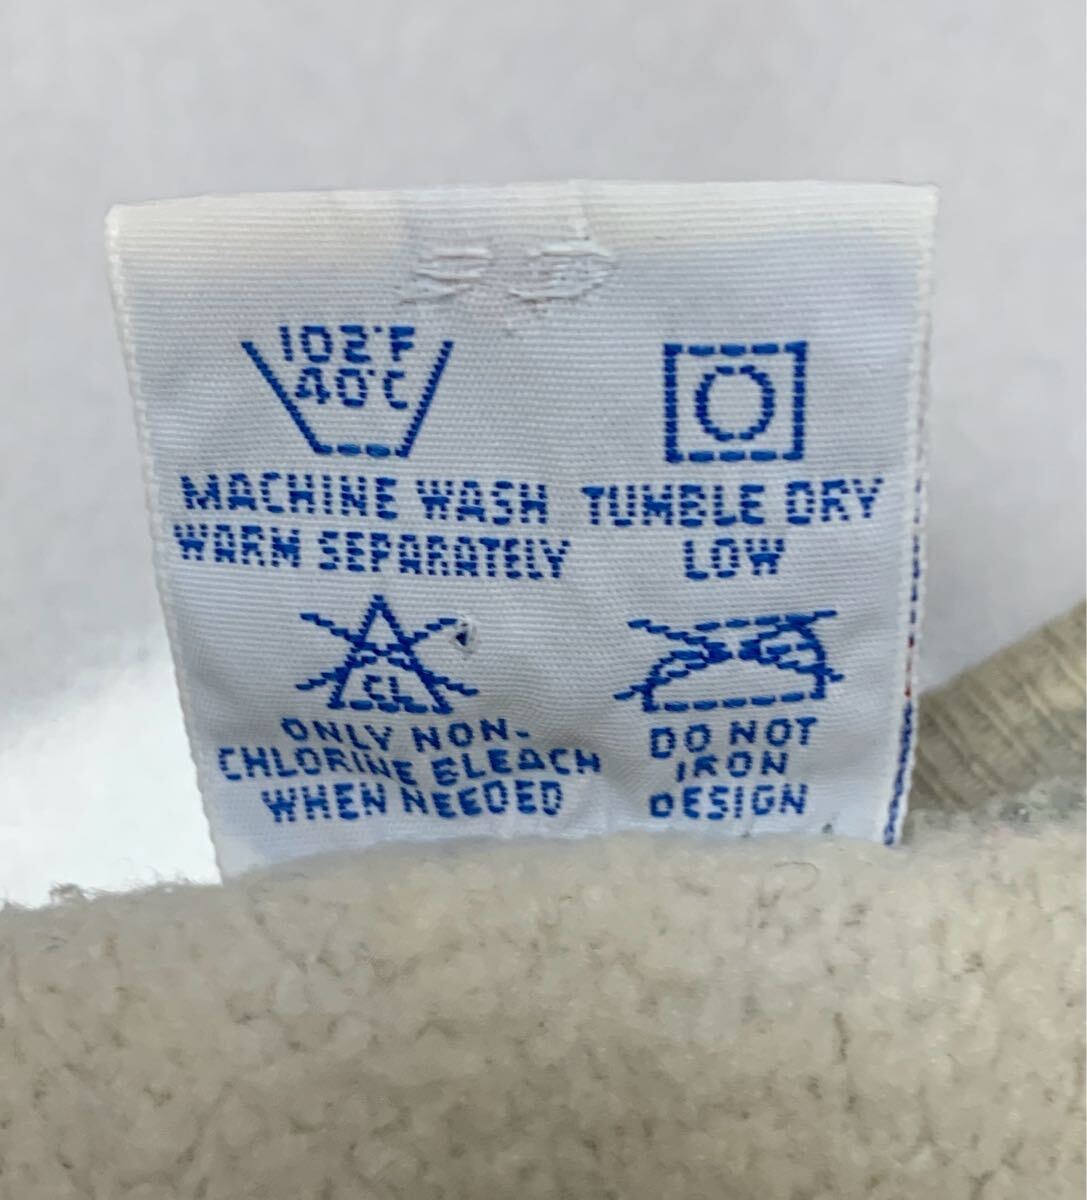 102°F
40°C
MACHINE WASH
WARM SEPARATELY
TUMBLE DRY
LOW
CL
ONLY NON-
CHLORINE BLEACH
WHEN NEEDED
DO NOT
IRON
DESIGN